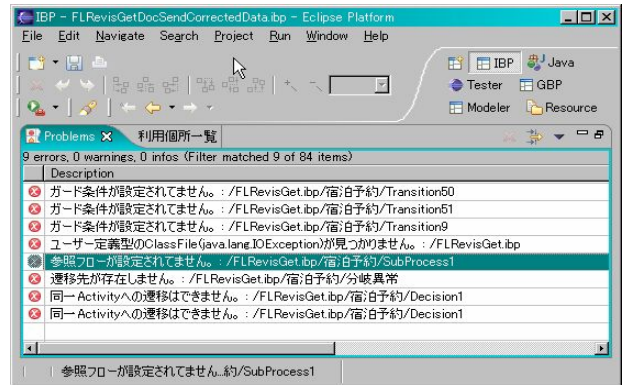 IBP - FLRevisGetDocSendCorrectedData.ibp - Eclipse Platform
File Edit Navigate Search Project Run Window Help
IBP Java
Tester GBP
Modeler Resource
Problems 利用個所一覧
9 errors, 0 warnings, 0 infos (Filter matched 9 of 84 items)
Description
ガード条件が設定されてません。:/FLRevisGet.ibp/宿泊予約/Transition50
ガード条件が設定されてません。:/FLRevisGet.ibp/宿泊予約/Transition51
ガード条件が設定されてません。:/FLRevisGet.ibp/宿泊予約/Transition9
ユーザー定義型のClassFile(java.lang.IOException)が見つかりません。:/FLRevisGet.ibp
参照フローが設定されてません。:/FLRevisGet.ibp/宿泊予約/SubProcess1
遷移先が存在しません。:/FLRevisGet.ibp/宿泊予約/分岐異常
同一Activityへの遷移はできません。:/FLRevisGet.ibp/宿泊予約/Decision1
同一Activityへの遷移はできません。:/FLRevisGet.ibp/宿泊予約/Decision1
参照フローが設定されてません...約/SubProcess1